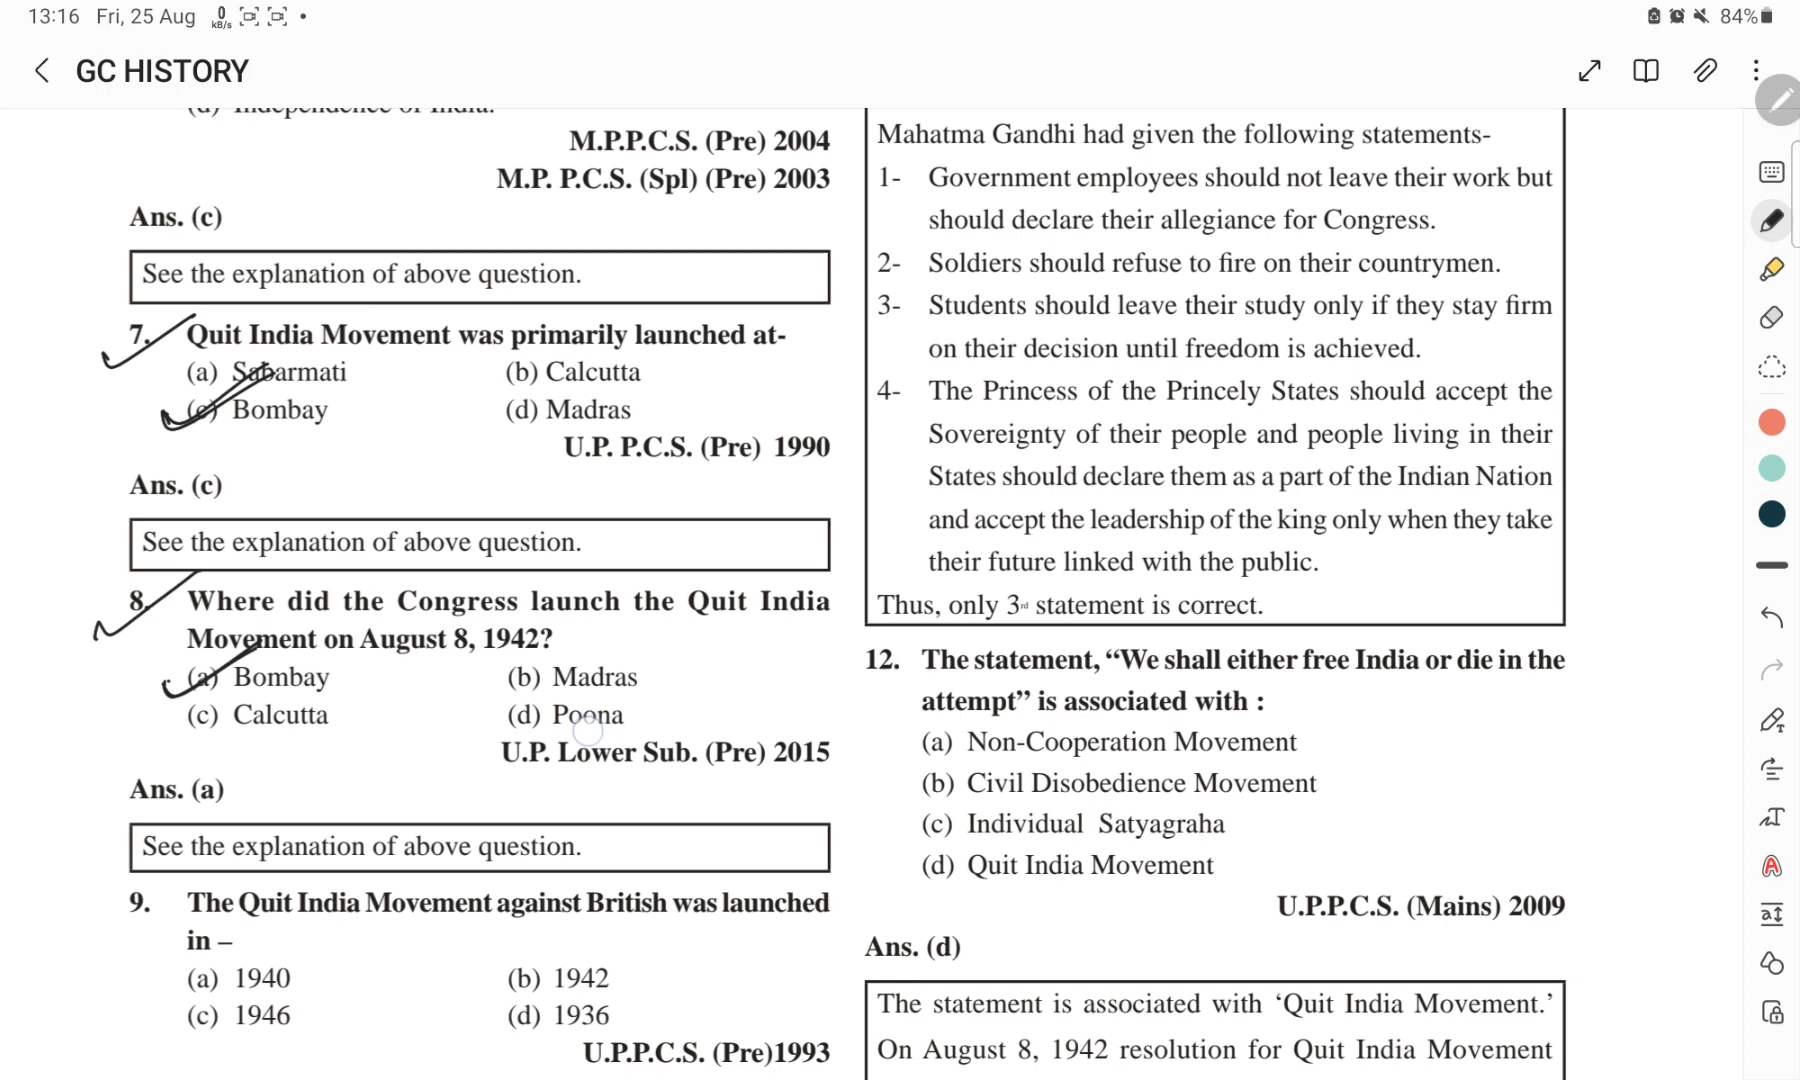 13:16 Fri, 25 Aug 0 kB/s 84%
GC HISTORY
(d) Independence of India.
M.P.P.C.S. (Pre) 2004
M.P. P.C.S. (Spl) (Pre) 2003
Ans. (c)
See the explanation of above question.
7. Quit India Movement was primarily launched at-
(a) Sabarmati (b) Calcutta
(c) Bombay (d) Madras
U.P. P.C.S. (Pre) 1990
Ans. (c)
See the explanation of above question.
8. Where did the Congress launch the Quit India
Movement on August 8, 1942?
(a) Bombay (b) Madras
(c) Calcutta (d) Poona
U.P. Lower Sub. (Pre) 2015
Ans. (a)
See the explanation of above question.
9. The Quit India Movement against British was launched
in –
(a) 1940 (b) 1942
(c) 1946 (d) 1936
U.P.P.C.S. (Pre)1993
Mahatma Gandhi had given the following statements-
1- Government employees should not leave their work but
should declare their allegiance for Congress.
2- Soldiers should refuse to fire on their countrymen.
3- Students should leave their study only if they stay firm
on their decision until freedom is achieved.
4- The Princess of the Princely States should accept the
Sovereignty of their people and people living in their
States should declare them as a part of the Indian Nation
and accept the leadership of the king only when they take
their future linked with the public.
Thus, only 3rd statement is correct.
12. The statement, “We shall either free India or die in the
attempt” is associated with :
(a) Non-Cooperation Movement
(b) Civil Disobedience Movement
(c) Individual Satyagraha
(d) Quit India Movement
U.P.P.C.S. (Mains) 2009
Ans. (d)
The statement is associated with ‘Quit India Movement.’
On August 8, 1942 resolution for Quit India Movement